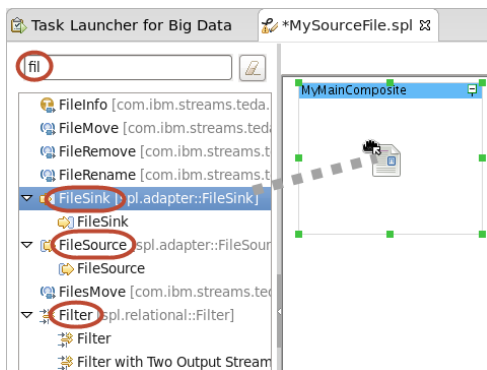 Task Launcher for Big Data
*MySourceFile.spl
fil
FileInfo [com.ibm.streams.teda.
FileMove [com.ibm.streams.teda
FileRemove [com.ibm.streams.t
FileRename [com.ibm.streams.t
FileSink [spl.adapter::FileSink]
FileSink
FileSource [spl.adapter::FileSour
FileSource
FilesMove [com.ibm.streams.ted
Filter [spl.relational::Filter]
Filter
Filter with Two Output Stream
MyMainComposite